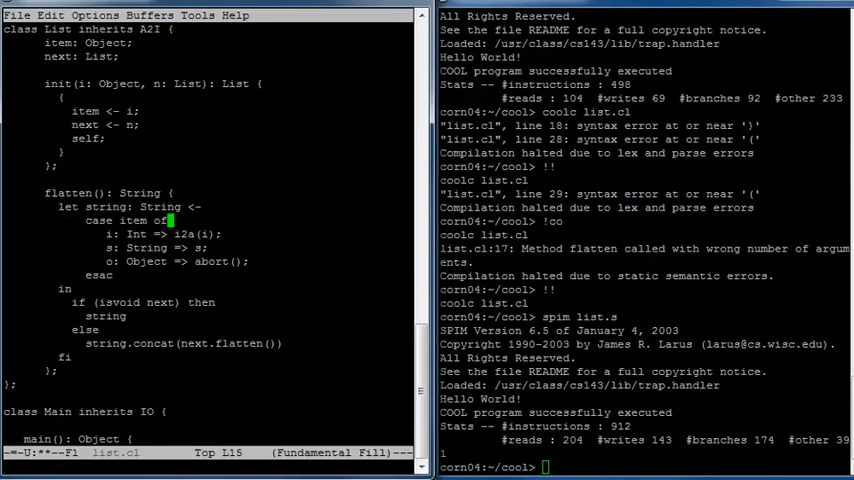 File Edit Options Buffers Tools Help
class List inherits A2I {
item: Object;
next: List;
init(i: Object, n: List): List {
{
item <- i;
next <- n;
self;
}
};
flatten(): String {
let string: String <-
case item of
i: Int => i2a(i);
s: String => s;
o: Object => abort();
esac
in
if (isvoid next) then
string
else
string.concat(next.flatten())
fi
};
};
class Main inherits IO {
main(): Object {
-=-U:**--F1  list.cl  Top L15  (Fundamental Fill)---
All Rights Reserved.
See the file README for a full copyright notice.
Loaded: /usr/class/cs143/lib/trap.handler
Hello World!
COOL program successfully executed
Stats -- #instructions : 498
#reads : 104  #writes 69  #branches 92  #other 233
corn04:~/cool> coolc list.cl
"list.cl", line 18: syntax error at or near '}'
"list.cl", line 28: syntax error at or near '('
Compilation halted due to lex and parse errors
corn04:~/cool> !!
coolc list.cl
"list.cl", line 29: syntax error at or near '('
Compilation halted due to lex and parse errors
corn04:~/cool> !co
coolc list.cl
list.cl:17: Method flatten called with wrong number of argum
ents.
Compilation halted due to static semantic errors.
corn04:~/cool> !!
coolc list.cl
corn04:~/cool> spim list.s
SPIM Version 6.5 of January 4, 2003
Copyright 1990-2003 by James R. Larus (larus@cs.wisc.edu).
All Rights Reserved.
See the file README for a full copyright notice.
Loaded: /usr/class/cs143/lib/trap.handler
Hello World!
COOL program successfully executed
Stats -- #instructions : 912
#reads : 204  #writes 143  #branches 174  #other 39
1
corn04:~/cool>